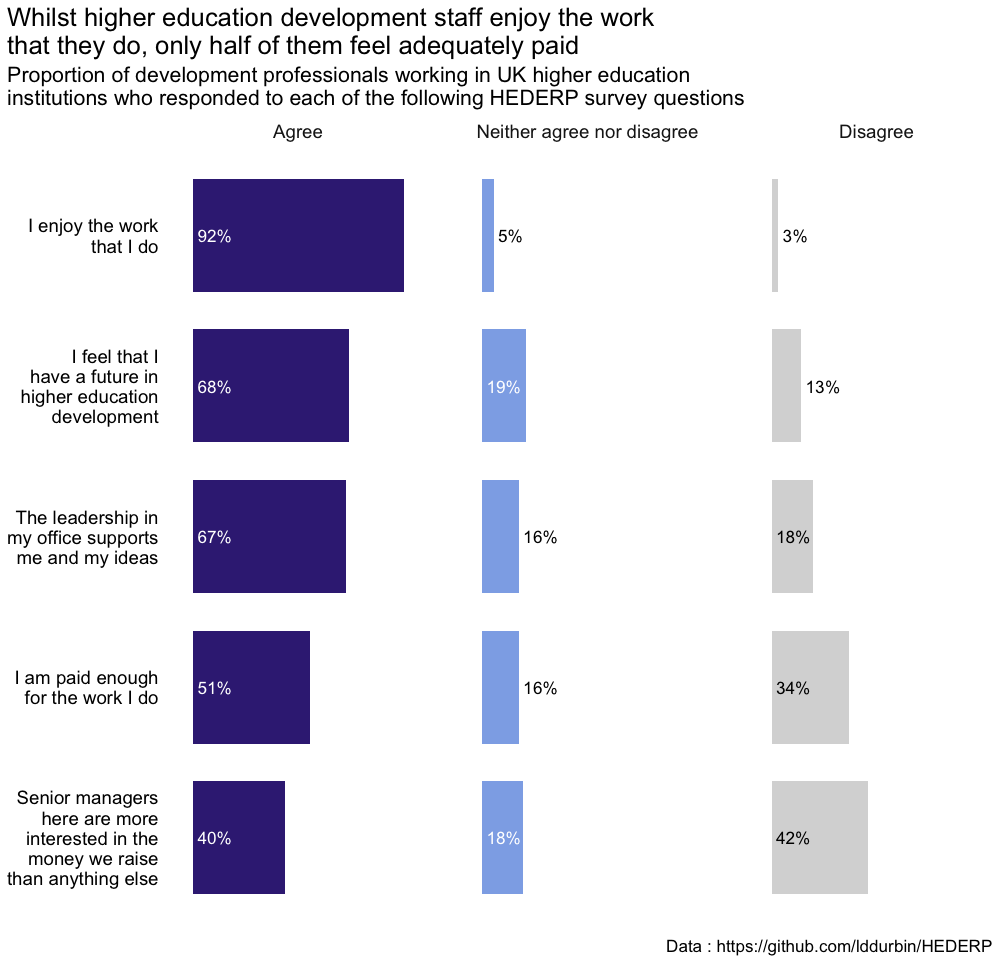 Whilst higher education development staff enjoy the work
that they do, only half of them feel adequately paid
Proportion of development professionals working in UK higher education
institutions who responded to each of the following HEDERP survey questions
Agree
Neither agree nor disagree
Disagree
I enjoy the work
that I do
92%
5%
3%
I feel that I
have a future in
higher education
development
68%
19%
13%
The leadership in
my office supports
me and my ideas
67%
16%
18%
I am paid enough
for the work I do
51%
16%
34%
Senior managers
here are more
interested in the
money we raise
than anything else
40%
18%
42%
Data : https://github.com/lddurbin/HEDERP